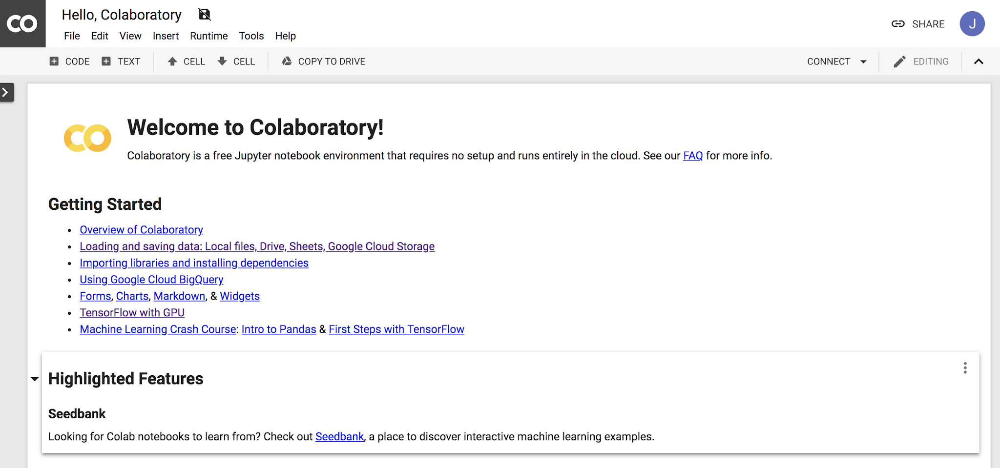 CO
Hello, Colaboratory
File Edit View Insert Runtime Tools Help
SHARE
J
CODE TEXT CELL CELL COPY TO DRIVE CONNECT EDITING
CO
Welcome to Colaboratory!
Colaboratory is a free Jupyter notebook environment that requires no setup and runs entirely in the cloud. See our FAQ for more info.
Getting Started
• Overview of Colaboratory
• Loading and saving data: Local files, Drive, Sheets, Google Cloud Storage
• Importing libraries and installing dependencies
• Using Google Cloud BigQuery
• Forms, Charts, Markdown, & Widgets
• TensorFlow with GPU
• Machine Learning Crash Course: Intro to Pandas & First Steps with TensorFlow
Highlighted Features
Seedbank
Looking for Colab notebooks to learn from? Check out Seedbank, a place to discover interactive machine learning examples.